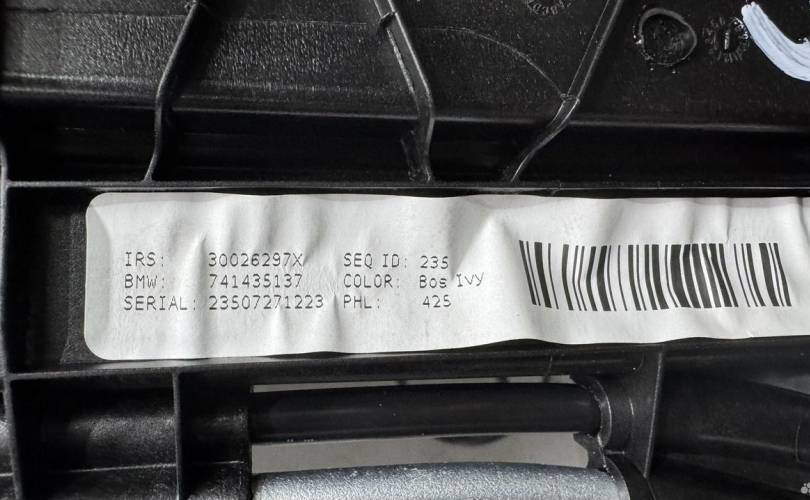 IRS: 30026297X SEQ ID: 235
BMW: 741435137 COLOR: Bos Ivy
SERIAL: 23507271223 PHL: 425